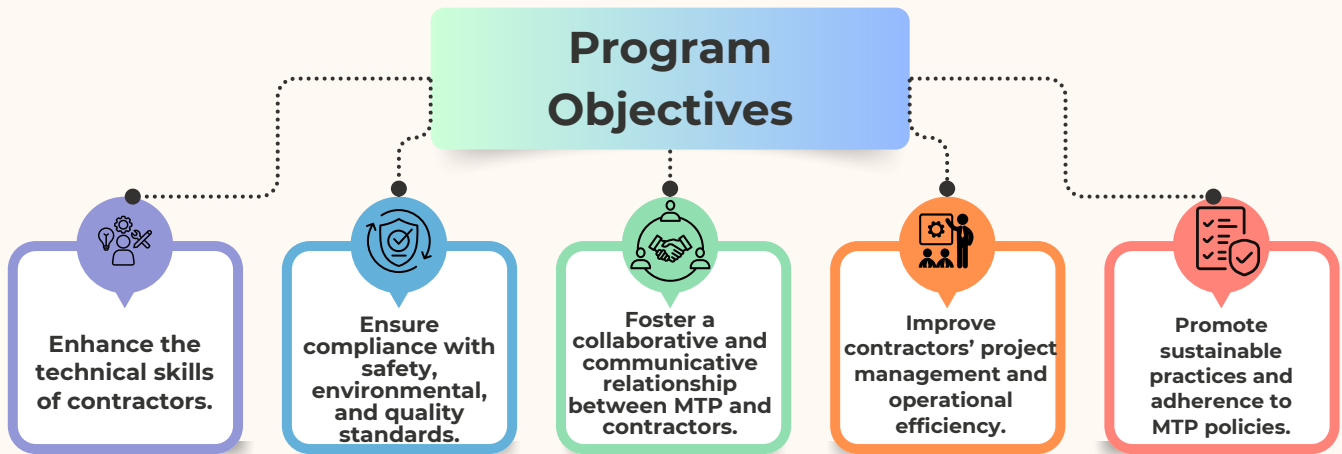 Program
Objectives
Enhance the
technical skills
of contractors.
Ensure
compliance with
safety,
environmental,
and quality
standards.
Foster a
collaborative and
communicative
relationship
between MTP and
contractors.
Improve
contractors’ project
management and
operational
efficiency.
Promote
sustainable
practices and
adherence to
MTP policies.